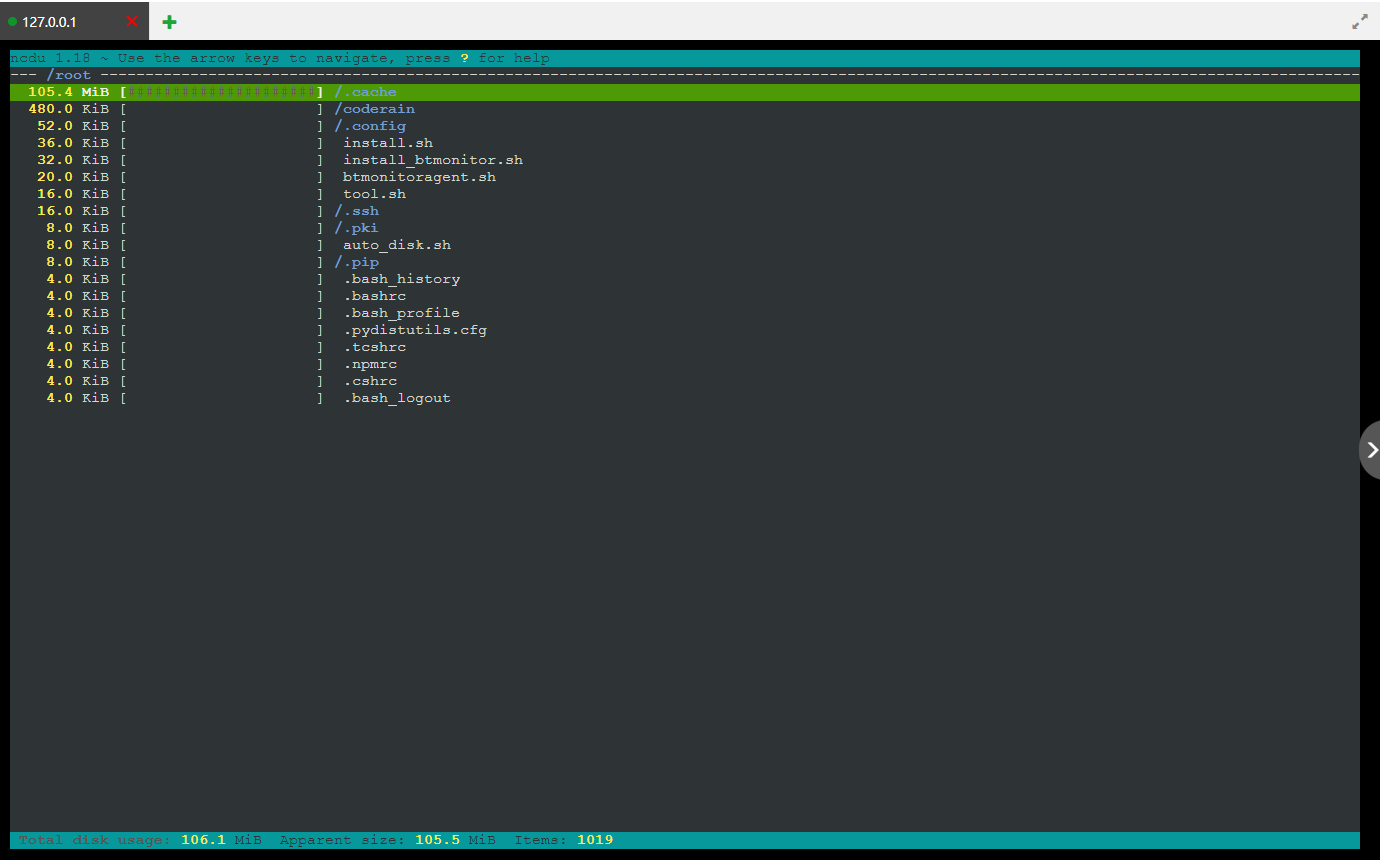 127.0.0.1
ncdu 1.18 ~ Use the arrow keys to navigate, press ? for help
--- /root ---------------------------------------------------------------------------------------------------------------------------------------------
105.4 MiB [#####################] /.cache
480.0 KiB [                     ] /coderain
52.0 KiB [                     ] /.config
36.0 KiB [                     ]  install.sh
32.0 KiB [                     ]  install_btmonitor.sh
20.0 KiB [                     ]  btmonitoragent.sh
16.0 KiB [                     ]  tool.sh
16.0 KiB [                     ] /.ssh
8.0 KiB [                     ] /.pki
8.0 KiB [                     ]  auto_disk.sh
8.0 KiB [                     ] /.pip
4.0 KiB [                     ]  .bash_history
4.0 KiB [                     ]  .bashrc
4.0 KiB [                     ]  .bash_profile
4.0 KiB [                     ]  .pydistutils.cfg
4.0 KiB [                     ]  .tcshrc
4.0 KiB [                     ]  .npmrc
4.0 KiB [                     ]  .cshrc
4.0 KiB [                     ]  .bash_logout
Total disk usage: 106.1 MiB  Apparent size: 105.5 MiB  Items: 1019